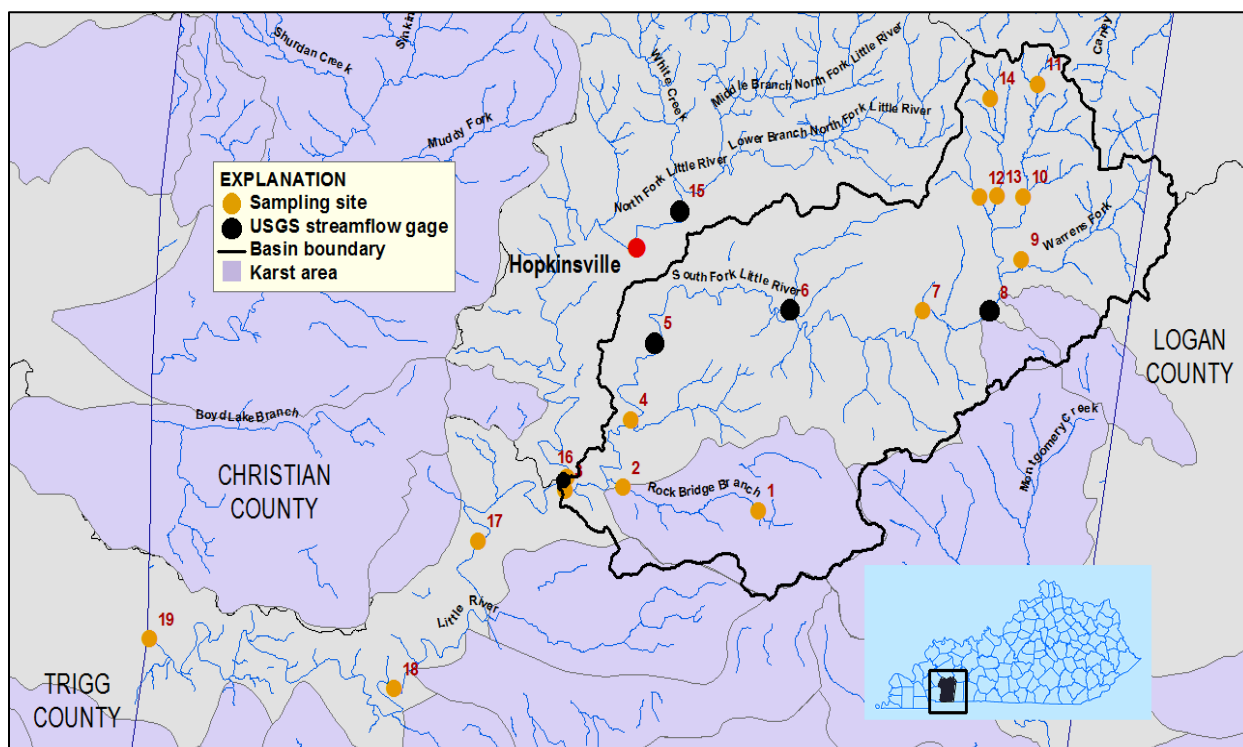 Shurdan Creek
Sinkin
White Creek
Middle Branch North Fork Little River
Caney
14
11
Muddy Fork
Lower Branch North Fork Little River
EXPLANATION
Sampling site
USGS streamflow gage
Basin boundary
Karst area
North Fork Little River
15
12
13
10
Warrens Fork
9
Hopkinsville
South Fork Little River
6
7
8
5
LOGAN
COUNTY
4
Boyd Lake Branch
Montgomery Creek
16
2
Rock Bridge Branch
1
CHRISTIAN
COUNTY
17
Little River
19
18
TRIGG
COUNTY